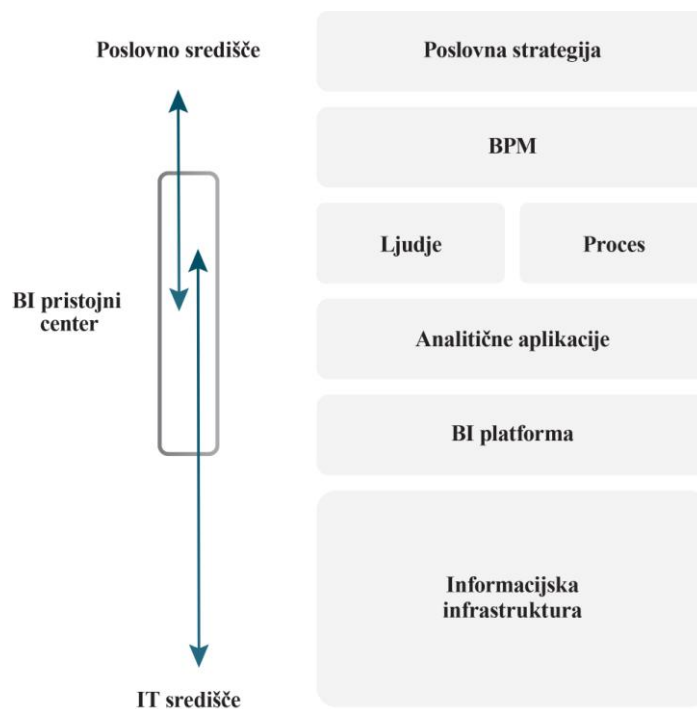 Poslovno središče
Poslovna strategija
BPM
Ljudje
Proces
BI pristojni
center
Analitične aplikacije
BI platforma
Informacijska
infrastruktura
IT središče